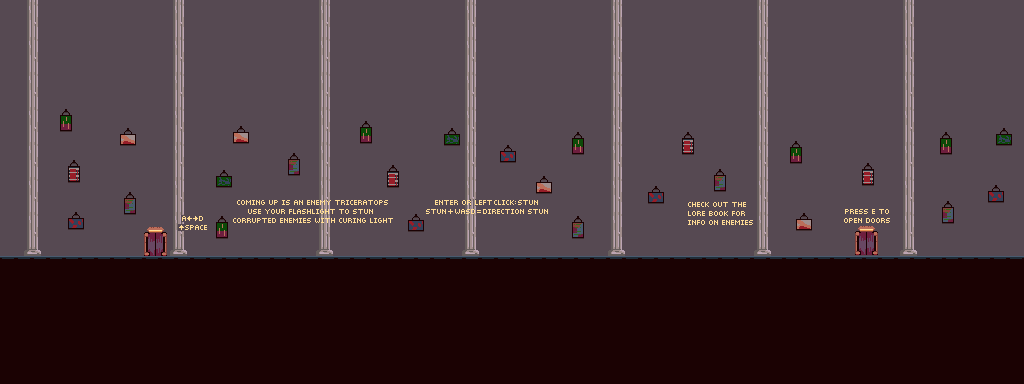 A←→D
↑SPACE
COMING UP IS AN ENEMY TRICERATOPS
USE YOUR FLASHLIGHT TO STUN
CORRUPTED ENEMIES WITH CURING LIGHT
ENTER OR LEFTCLICK:STUN
STUN+WASD=DIRECTION STUN
CHECK OUT THE
LORE BOOK FOR
INFO ON ENEMIES
PRESS E TO
OPEN DOORS